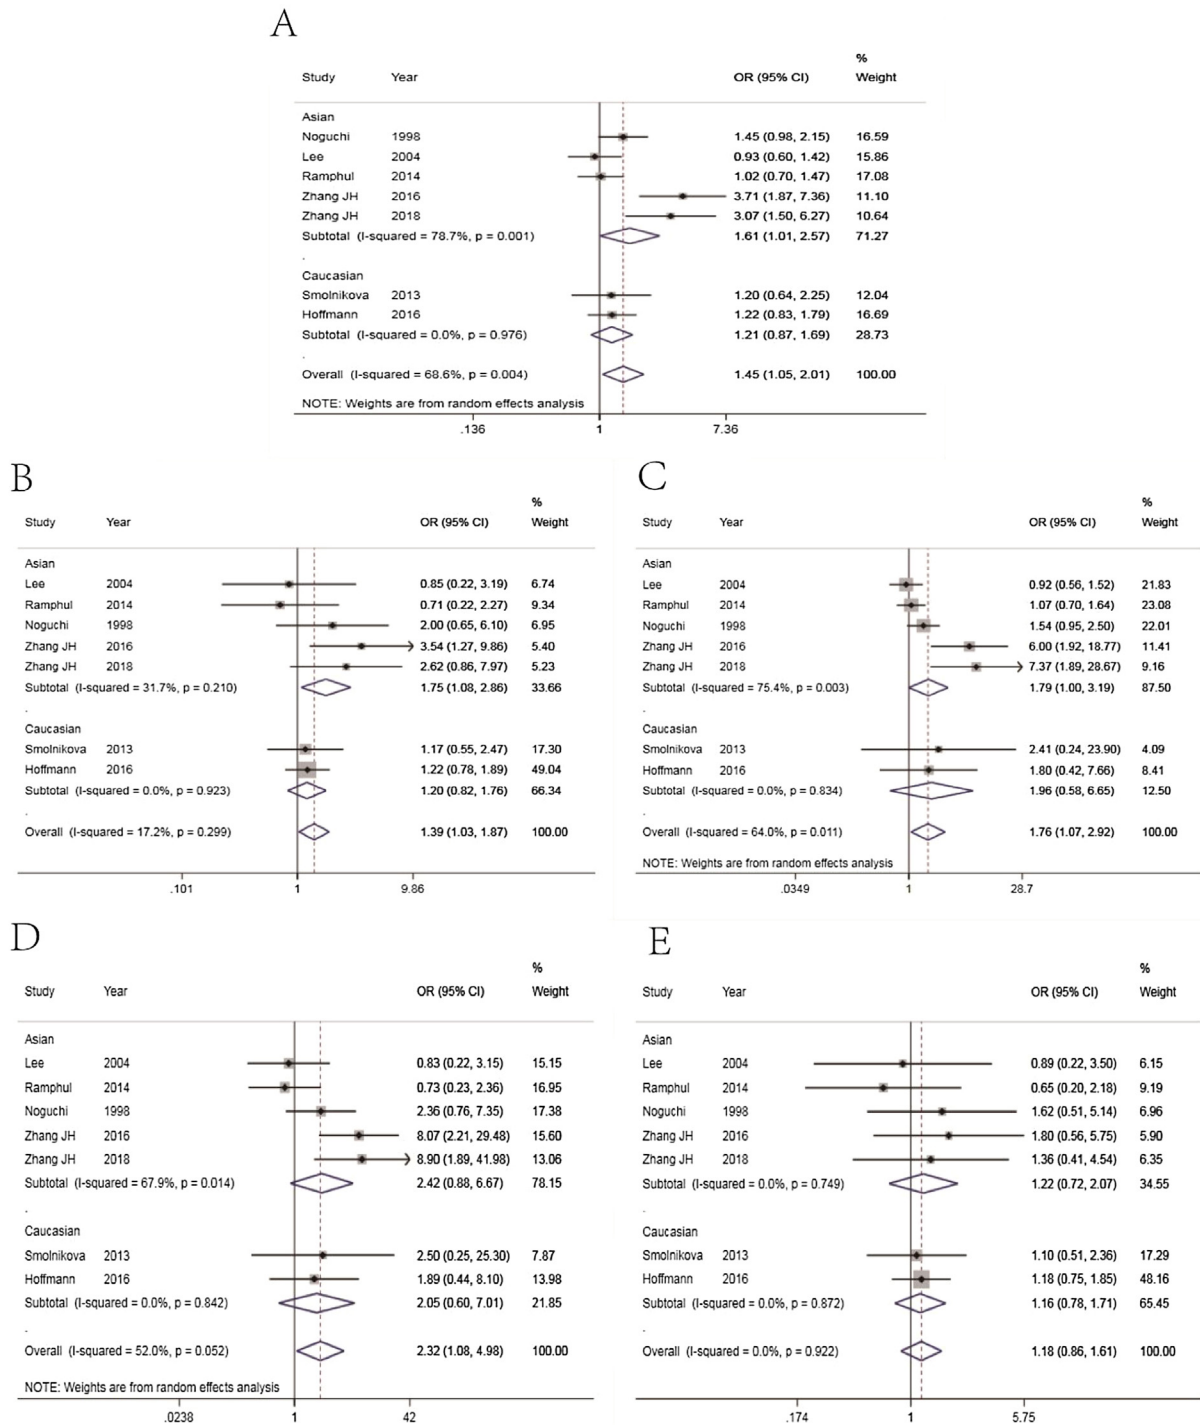 A
%
Study Year OR (95% CI) Weight
Asian
Noguchi 1998 1.45 (0.98, 2.15) 16.59
Lee 2004 0.93 (0.60, 1.42) 15.86
Ramphul 2014 1.02 (0.70, 1.47) 17.08
Zhang JH 2016 3.71 (1.87, 7.36) 11.10
Zhang JH 2018 3.07 (1.50, 6.27) 10.64
Subtotal (I-squared = 78.7%, p = 0.001) 1.61 (1.01, 2.57) 71.27
.
Caucasian
Smolnikova 2013 1.20 (0.64, 2.25) 12.04
Hoffmann 2016 1.22 (0.83, 1.79) 16.69
Subtotal (I-squared = 0.0%, p = 0.976) 1.21 (0.87, 1.69) 28.73
.
Overall (I-squared = 68.6%, p = 0.004) 1.45 (1.05, 2.01) 100.00
NOTE: Weights are from random effects analysis
.136 1 7.36
B
%
Study Year OR (95% CI) Weight
Asian
Lee 2004 0.85 (0.22, 3.19) 6.74
Ramphul 2014 0.71 (0.22, 2.27) 9.34
Noguchi 1998 2.00 (0.65, 6.10) 6.95
Zhang JH 2016 3.54 (1.27, 9.86) 5.40
Zhang JH 2018 2.62 (0.86, 7.97) 5.23
Subtotal (I-squared = 31.7%, p = 0.210) 1.75 (1.08, 2.86) 33.66
.
Caucasian
Smolnikova 2013 1.17 (0.55, 2.47) 17.30
Hoffmann 2016 1.22 (0.78, 1.89) 49.04
Subtotal (I-squared = 0.0%, p = 0.923) 1.20 (0.82, 1.76) 66.34
.
Overall (I-squared = 17.2%, p = 0.299) 1.39 (1.03, 1.87) 100.00
.101 1 9.86
C
%
Study Year OR (95% CI) Weight
Asian
Lee 2004 0.92 (0.56, 1.52) 21.83
Ramphul 2014 1.07 (0.70, 1.64) 23.08
Noguchi 1998 1.54 (0.95, 2.50) 22.01
Zhang JH 2016 6.00 (1.92, 18.77) 11.41
Zhang JH 2018 7.37 (1.89, 28.67) 9.16
Subtotal (I-squared = 75.4%, p = 0.003) 1.79 (1.00, 3.19) 87.50
.
Caucasian
Smolnikova 2013 2.41 (0.24, 23.90) 4.09
Hoffmann 2016 1.80 (0.42, 7.66) 8.41
Subtotal (I-squared = 0.0%, p = 0.834) 1.96 (0.58, 6.65) 12.50
.
Overall (I-squared = 64.0%, p = 0.011) 1.76 (1.07, 2.92) 100.00
NOTE: Weights are from random effects analysis
.0349 1 28.7
D
%
Study Year OR (95% CI) Weight
Asian
Lee 2004 0.83 (0.22, 3.15) 15.15
Ramphul 2014 0.73 (0.23, 2.36) 16.95
Noguchi 1998 2.36 (0.76, 7.35) 17.38
Zhang JH 2016 8.07 (2.21, 29.48) 15.60
Zhang JH 2018 8.90 (1.89, 41.98) 13.06
Subtotal (I-squared = 67.9%, p = 0.014) 2.42 (0.88, 6.67) 78.15
.
Caucasian
Smolnikova 2013 2.50 (0.25, 25.30) 7.87
Hoffmann 2016 1.89 (0.44, 8.10) 13.98
Subtotal (I-squared = 0.0%, p = 0.842) 2.05 (0.60, 7.01) 21.85
.
Overall (I-squared = 52.0%, p = 0.052) 2.32 (1.08, 4.98) 100.00
NOTE: Weights are from random effects analysis
.0238 1 42
E
%
Study Year OR (95% CI) Weight
Asian
Lee 2004 0.89 (0.22, 3.50) 6.15
Ramphul 2014 0.65 (0.20, 2.18) 9.19
Noguchi 1998 1.62 (0.51, 5.14) 6.96
Zhang JH 2016 1.80 (0.56, 5.75) 5.90
Zhang JH 2018 1.36 (0.41, 4.54) 6.35
Subtotal (I-squared = 0.0%, p = 0.749) 1.22 (0.72, 2.07) 34.55
.
Caucasian
Smolnikova 2013 1.10 (0.51, 2.36) 17.29
Hoffmann 2016 1.18 (0.75, 1.85) 48.16
Subtotal (I-squared = 0.0%, p = 0.872) 1.16 (0.78, 1.71) 65.45
.
Overall (I-squared = 0.0%, p = 0.922) 1.18 (0.86, 1.61) 100.00
.174 1 5.75